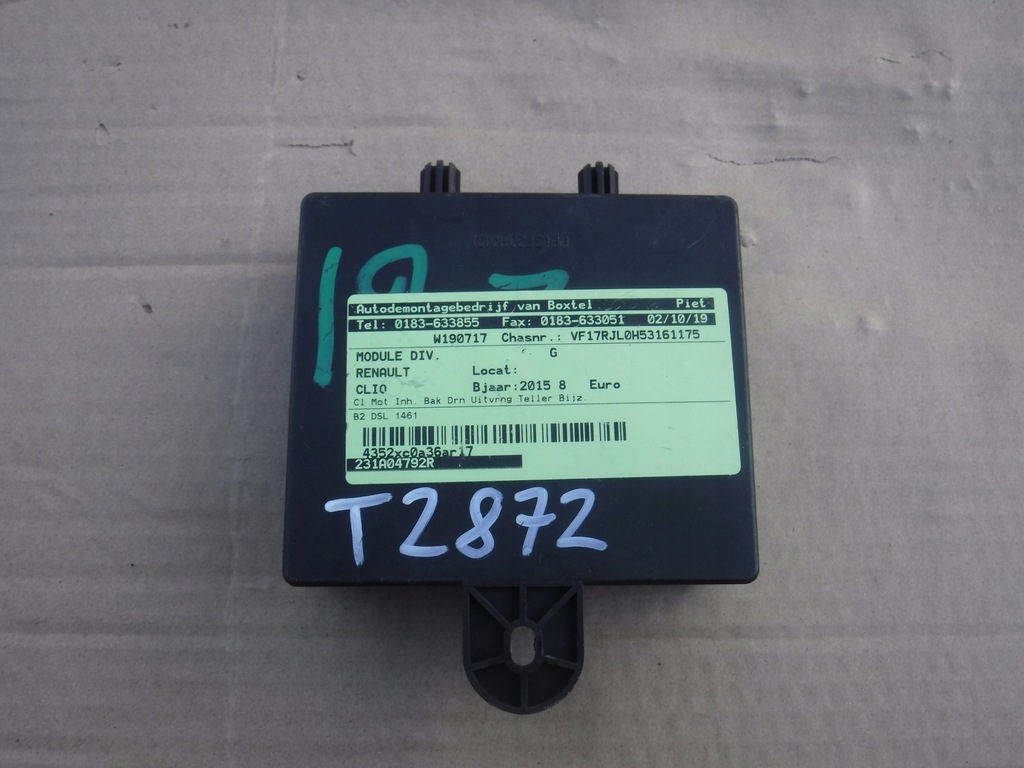 19
Autodemontagebedrijf van Boxtel Piet
Tel: 0183-633855 Fax: 0183-633051 02/10/19
W190717 Chasnr.: VF17RJL0H53161175
MODULE DIV. G
RENAULT Locat:
CLIO Bjaar:2015 8 Euro
Cl Mot Inh. Bak Drn Uitvrng Teller Bijz.
B2 DSL 1461
4352xc0a36ar17
231A04792R
T2872